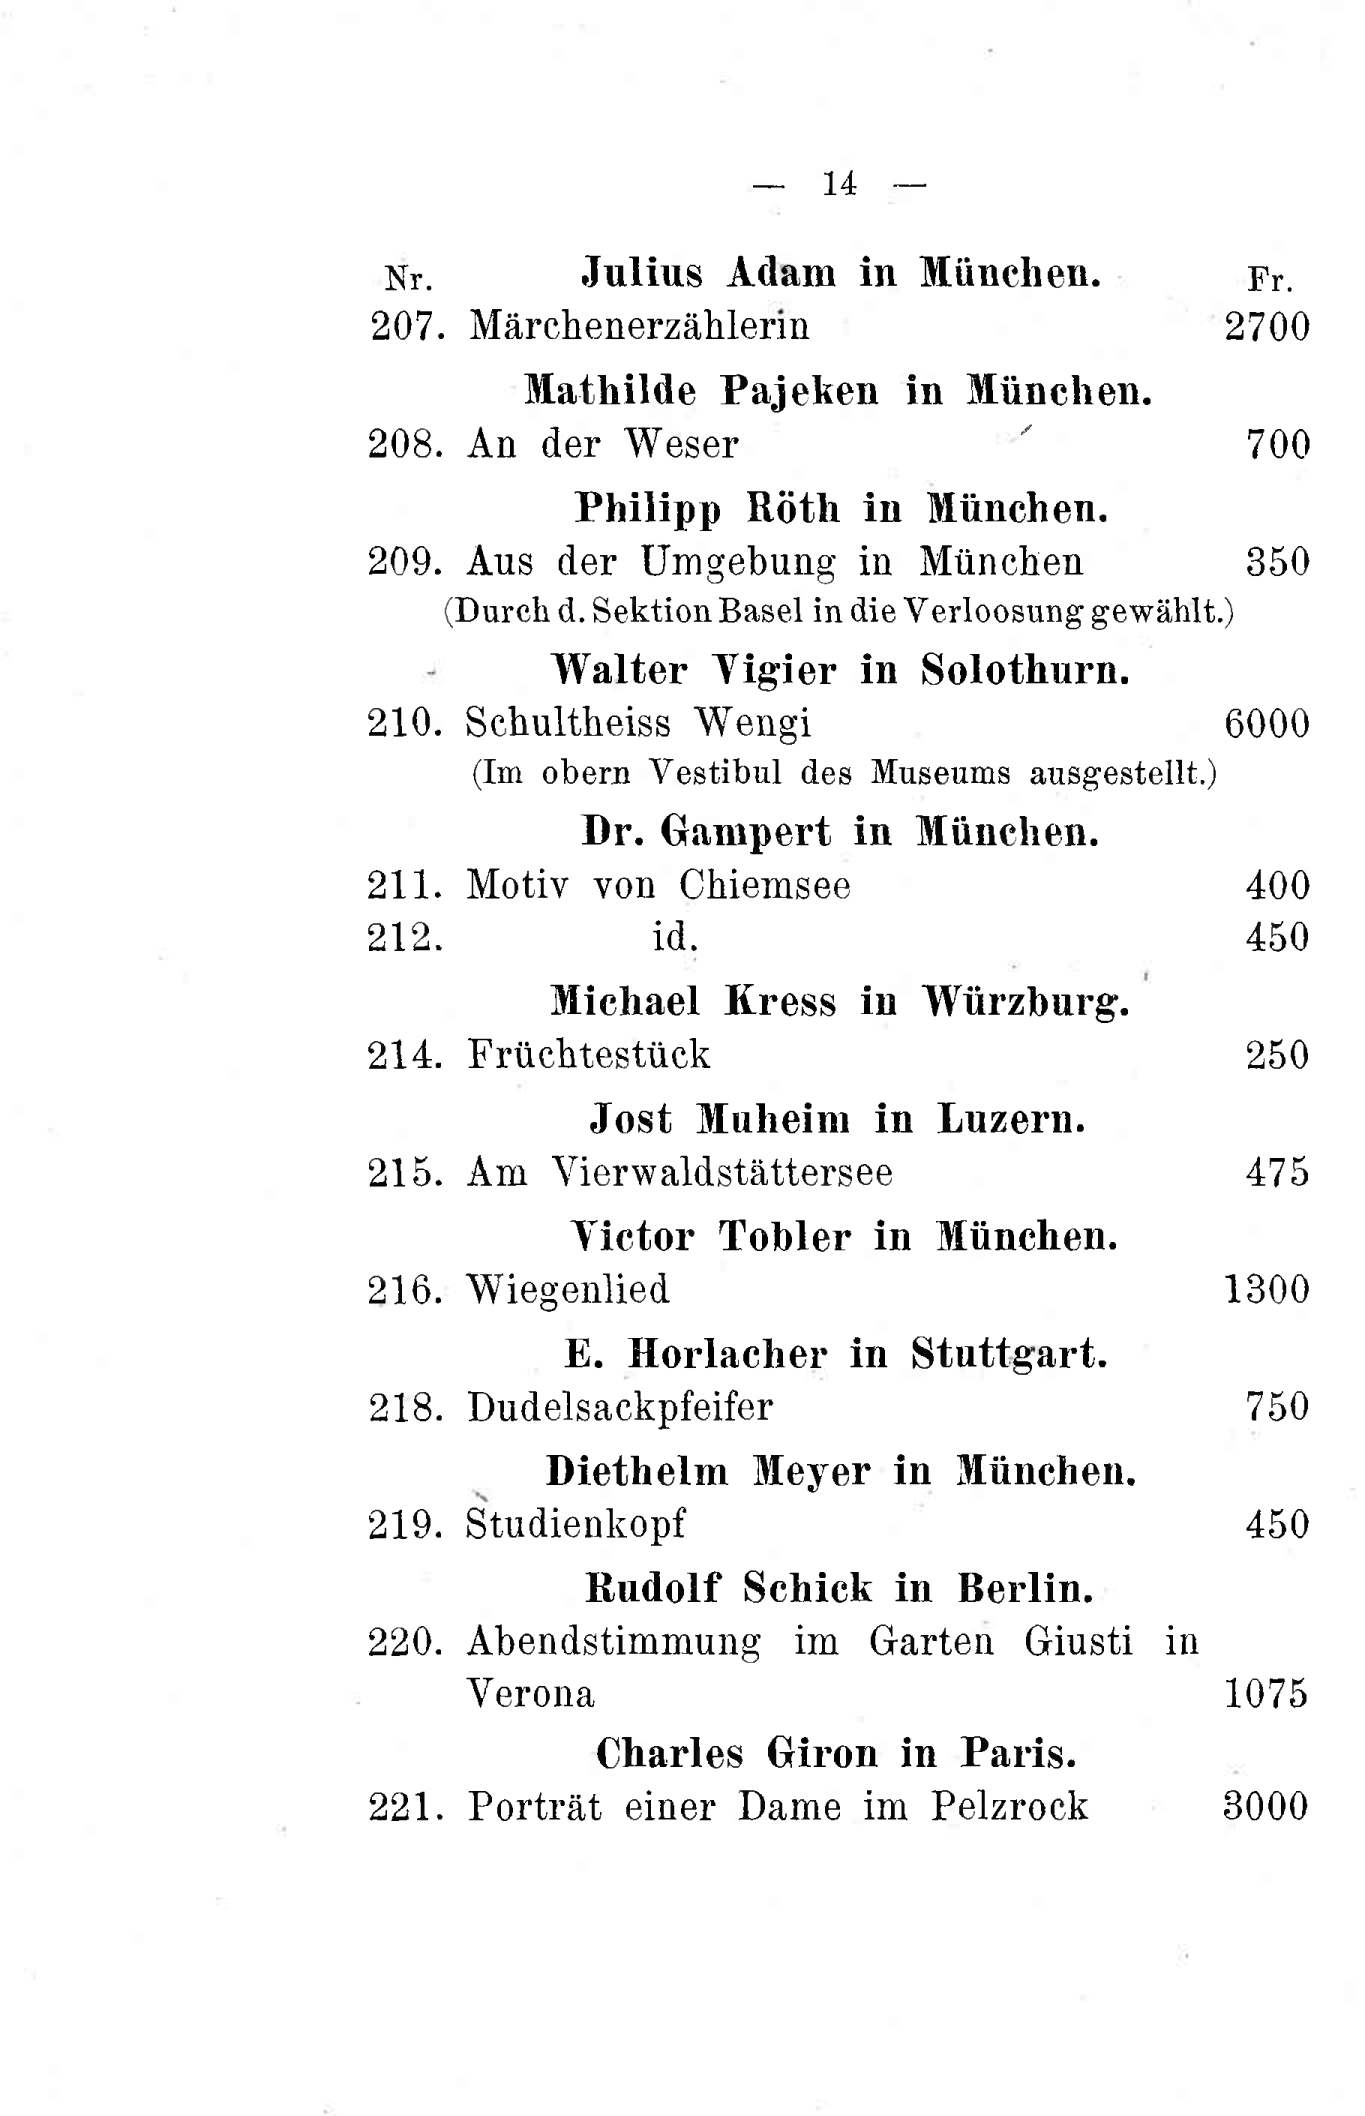 — 14 —
Nr. Julius Adam in München. Fr.
207. Märchenerzählerin 2700
Mathilde Pajeken in München.
208. An der Weser 700
Philipp Röth in München.
209. Aus der Umgebung in München 350
(Durch d. Sektion Basel in die Verloosung gewählt.)
Walter Vigier in Solothurn.
210. Schultheiss Wengi 6000
(Im obern Vestibul des Museums ausgestellt.)
Dr. Gampert in München.
211. Motiv von Chiemsee 400
212. id. 450
Michael Kress in Würzburg.
214. Früchtestück 250
Jost Muheim in Luzern.
215. Am Vierwaldstättersee 475
Victor Tobler in München.
216. Wiegenlied 1300
E. Horlacher in Stuttgart.
218. Dudelsackpfeifer 750
Diethelm Meyer in München.
219. Studienkopf 450
Rudolf Schick in Berlin.
220. Abendstimmung im Garten Giusti in
Verona 1075
Charles Giron in Paris.
221. Porträt einer Dame im Pelzrock 3000